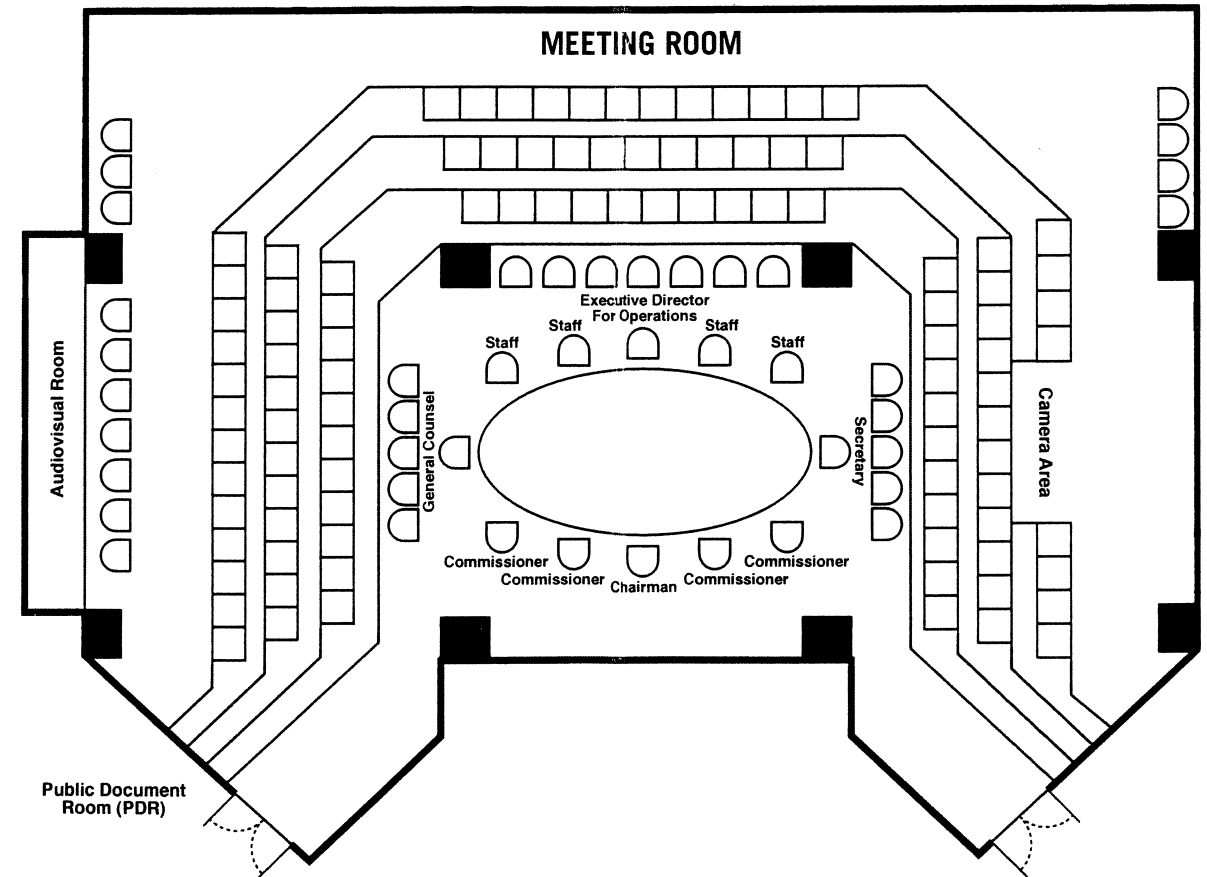 MEETING ROOM
Executive Director
For Operations
Staff
Staff
Staff
Staff
Audiovisual Room
General Counsel
Secretary
Camera Area
Commissioner
Commissioner
Chairman
Commissioner
Commissioner
Public Document
Room (PDR)